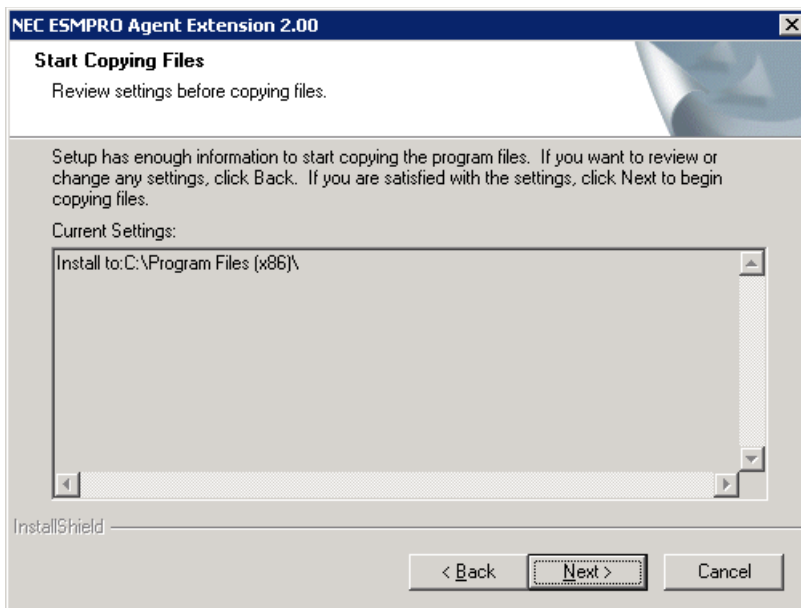 NEC ESMPRO Agent Extension 2.00
Start Copying Files
Review settings before copying files.
Setup has enough information to start copying the program files.  If you want to review or
change any settings, click Back.  If you are satisfied with the settings, click Next to begin
copying files.
Current Settings:
Install to:C:\Program Files (x86)\
InstallShield
< Back
Next >
Cancel